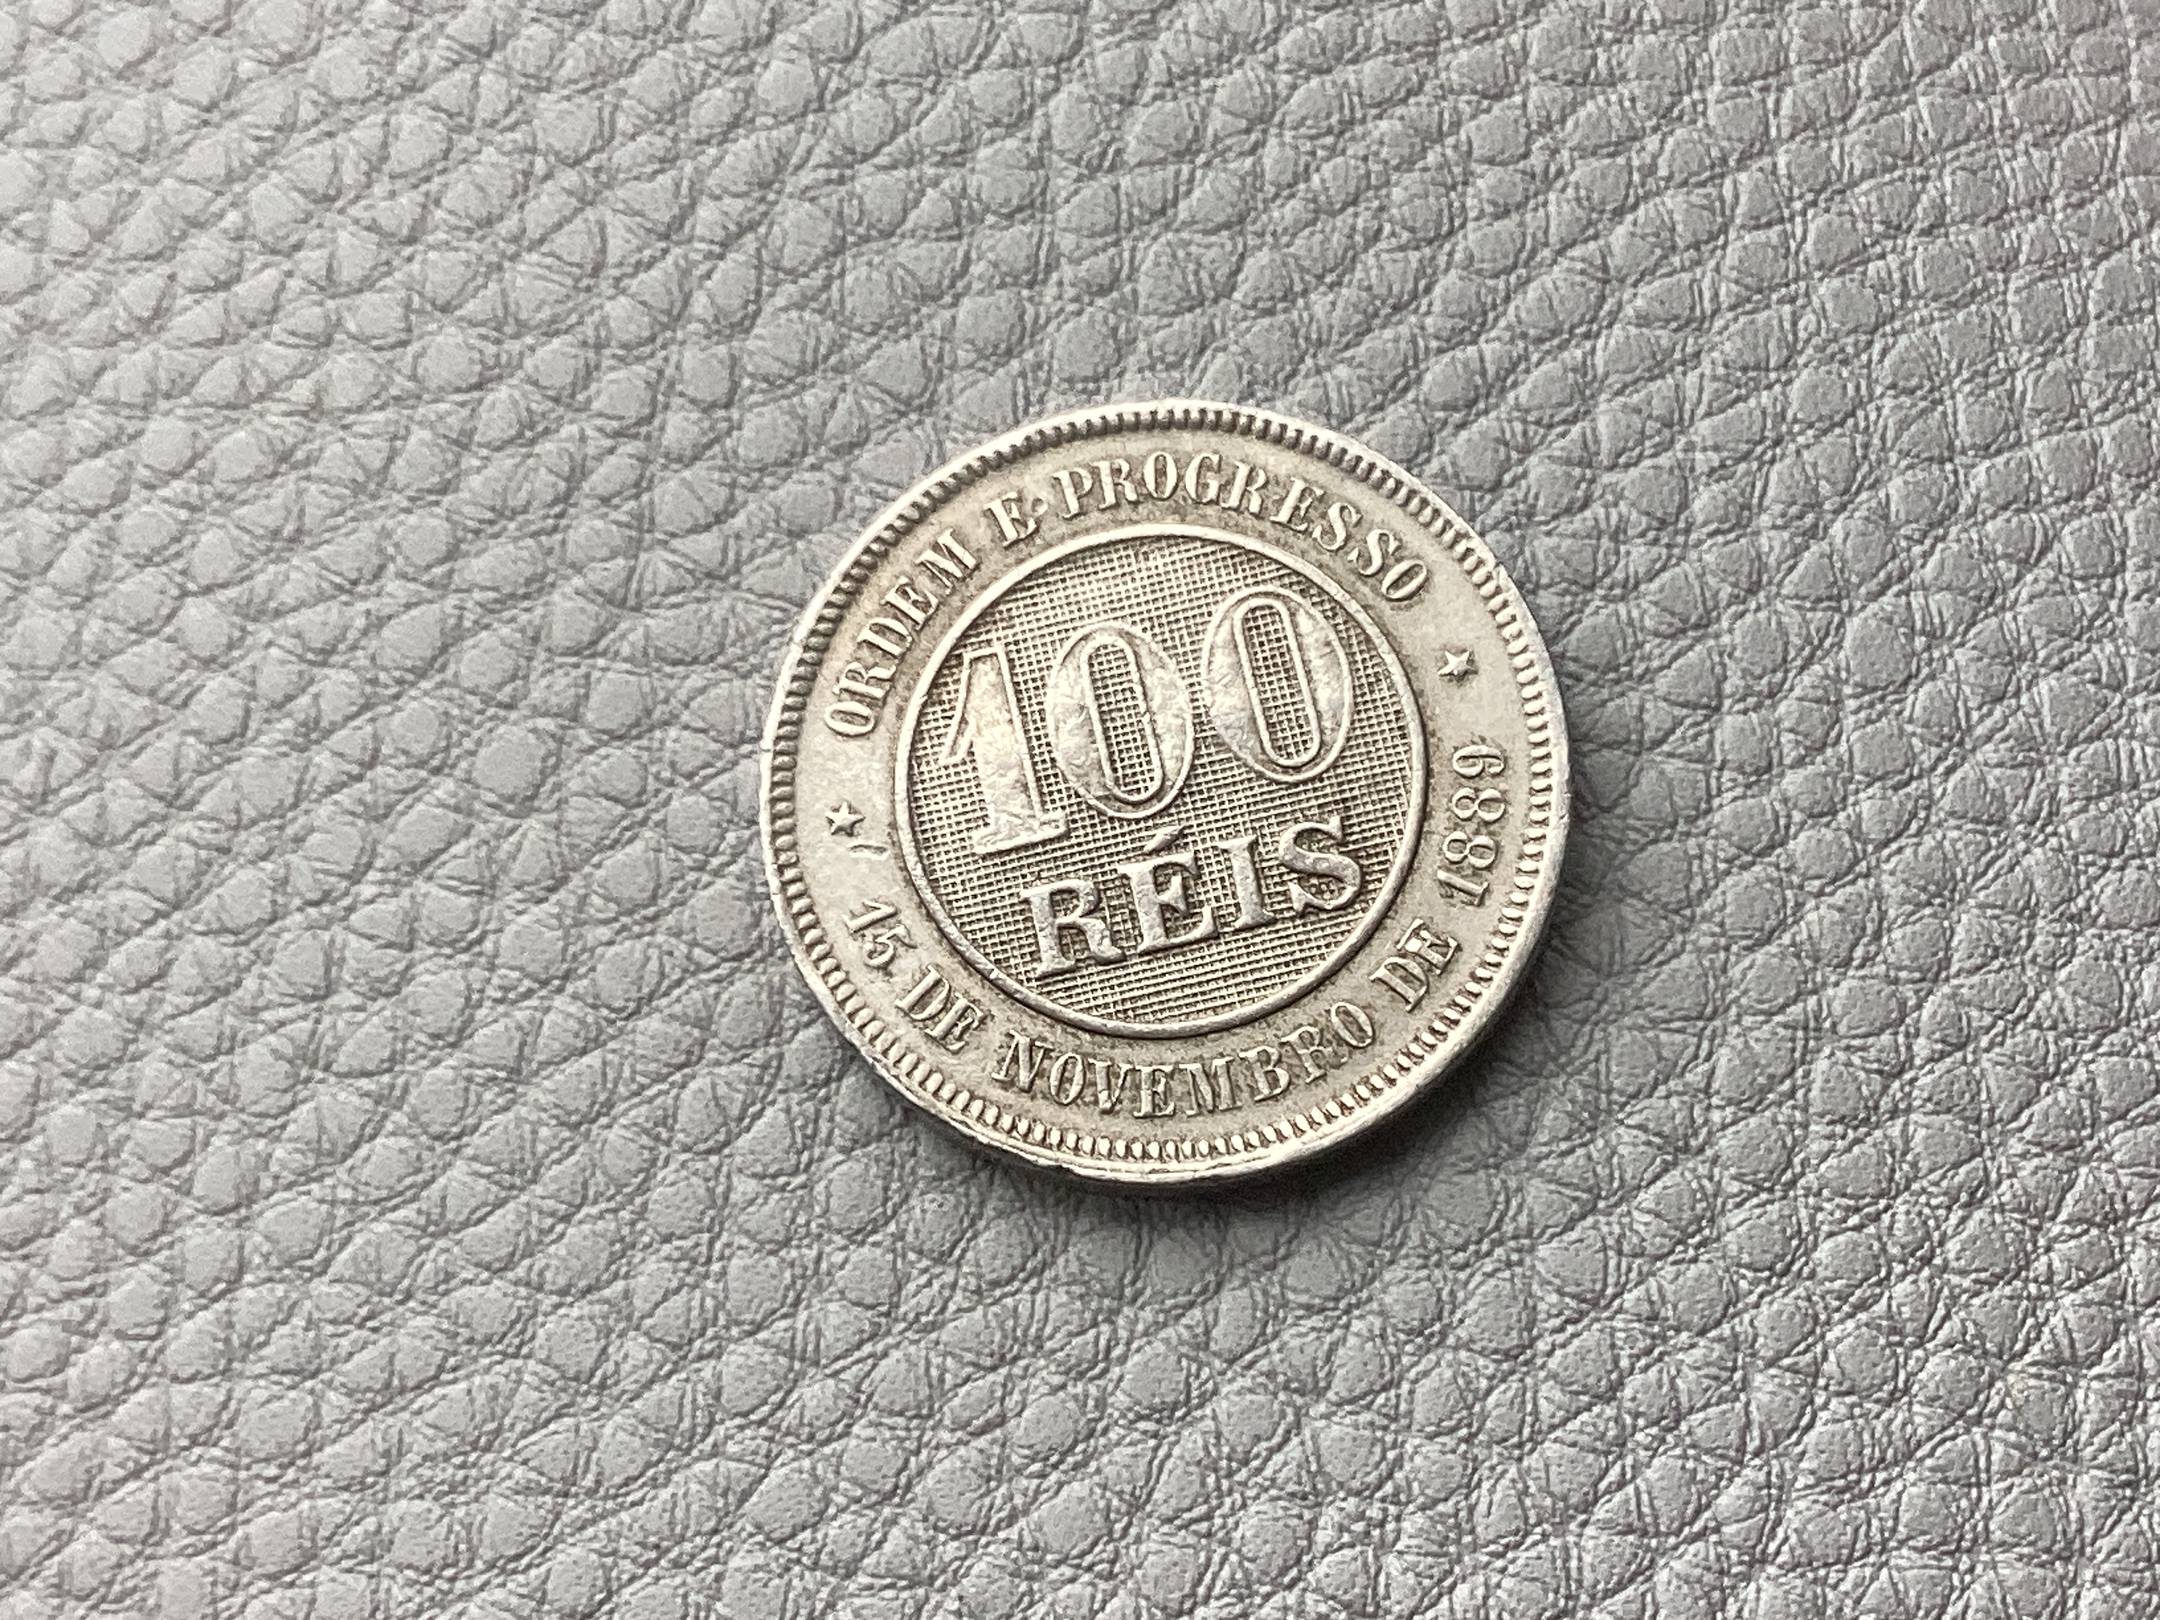 ORDEM E PROGRESSO
100
RÉIS
15 DE NOVEMBRO DE 1889